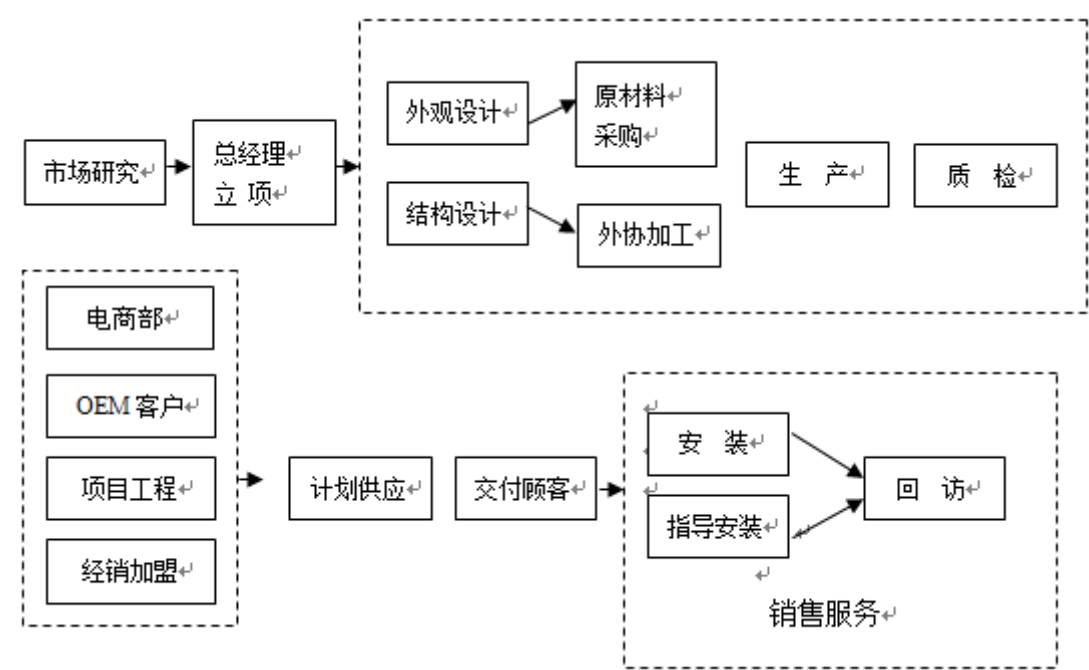 市场研究
总经理
立 项
外观设计
结构设计
原材料
采购
外协加工
生 产
质 检
电商部
OEM 客户
项目工程
经销加盟
计划供应
交付顾客
安 装
指导安装
回 访
销售服务